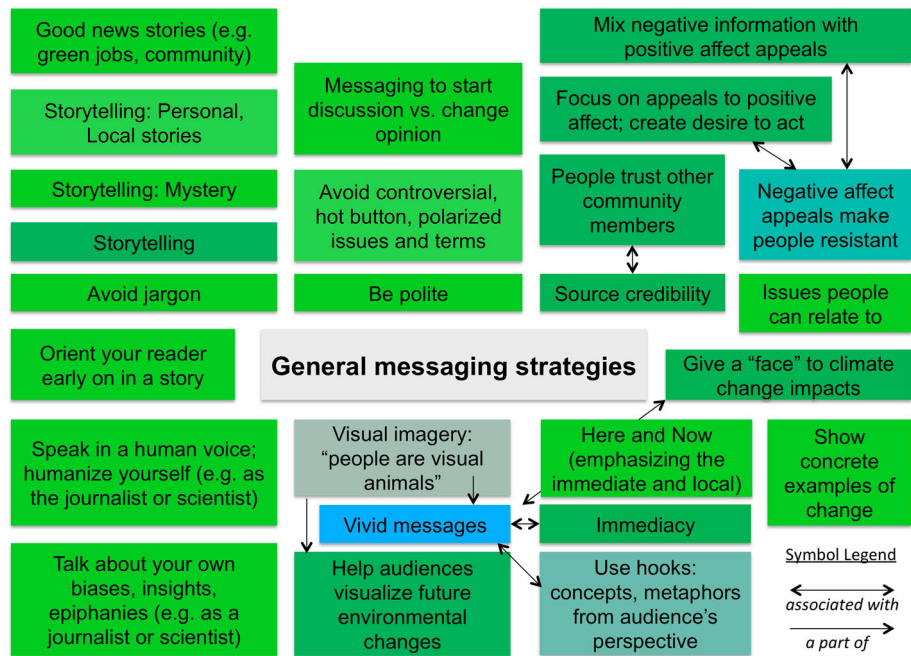 Good news stories (e.g.
green jobs, community)
Storytelling: Personal,
Local stories
Storytelling: Mystery
Storytelling
Avoid jargon
Orient your reader
early on in a story
Speak in a human voice;
humanize yourself (e.g. as
the journalist or scientist)
Talk about your own
biases, insights,
epiphanies (e.g. as a
journalist or scientist)
Messaging to start
discussion vs. change
opinion
Avoid controversial,
hot button, polarized
issues and terms
Be polite
General messaging strategies
Visual imagery:
“people are visual
animals”
Vivid messages
Help audiences
visualize future
environmental
changes
Mix negative information with
positive affect appeals
Focus on appeals to positive
affect; create desire to act
People trust other
community
members
Negative affect
appeals make
people resistant
Source credibility
Issues people
can relate to
Give a “face” to climate
change impacts
Here and Now
(emphasizing the
immediate and local)
Show
concrete
examples of
change
Immediacy
Use hooks:
concepts, metaphors
from audience’s
perspective
Symbol Legend
associated with
a part of